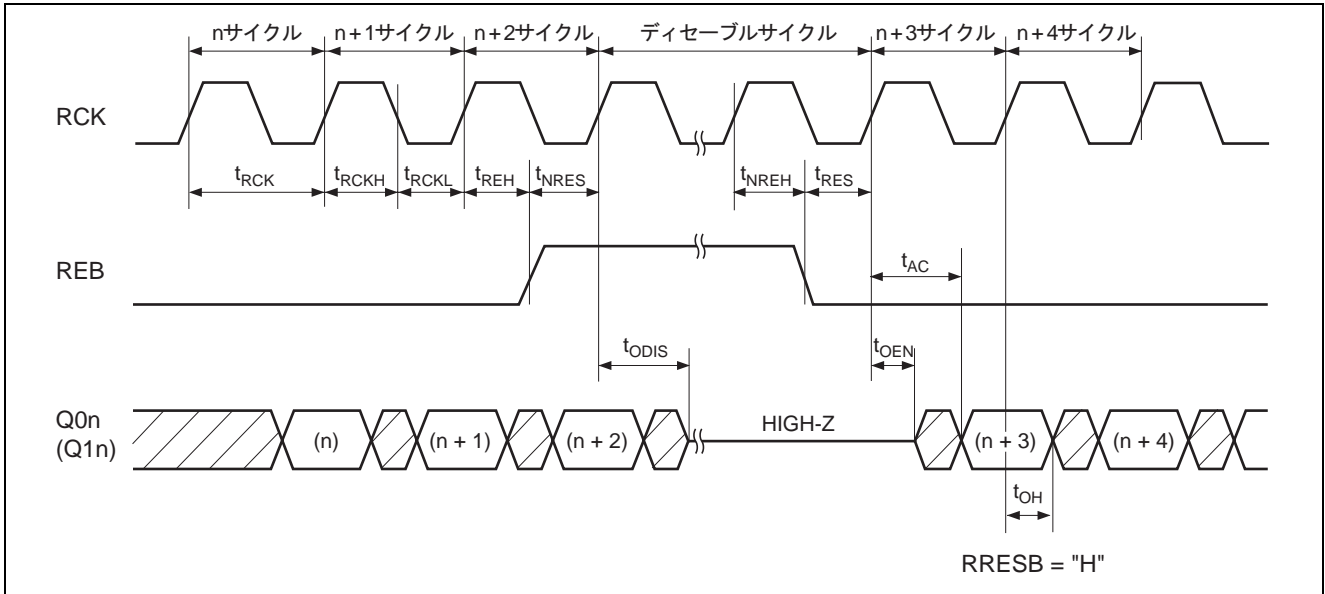 nサイクル n+1サイクル n+2サイクル ディセーブルサイクル n+3サイクル n+4サイクル
RCK
tRCK tRCKH tRCKL tREH tNRES tNREH tRES
REB
tAC
tODIS tOEN
Q0n
(Q1n)
(n) (n + 1) (n + 2) HIGH-Z (n + 3) (n + 4)
tOH
RRESB = "H"